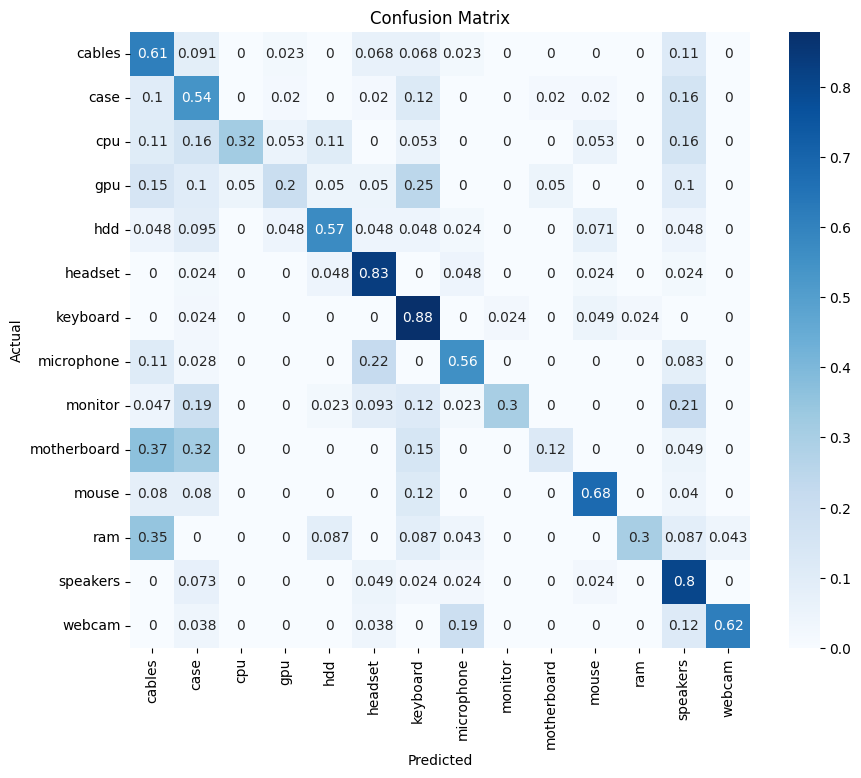 Confusion Matrix
cables 0.61 0.091 0 0.023 0 0.068 0.068 0.023 0 0 0 0 0.11 0
case 0.1 0.54 0 0.02 0 0.02 0.12 0 0 0.02 0.02 0 0.16 0
cpu 0.11 0.16 0.32 0.053 0.11 0 0.053 0 0 0 0.053 0 0.16 0
gpu 0.15 0.1 0.05 0.2 0.05 0.05 0.25 0 0 0.05 0 0 0.1 0
hdd 0.048 0.095 0 0.048 0.57 0.048 0.048 0.024 0 0 0.071 0 0.048 0
headset 0 0.024 0 0 0.048 0.83 0 0.048 0 0 0.024 0 0.024 0
keyboard 0 0.024 0 0 0 0 0.88 0 0.024 0 0.049 0.024 0 0
microphone 0.11 0.028 0 0 0 0.22 0 0.56 0 0 0 0 0.083 0
monitor 0.047 0.19 0 0 0.023 0.093 0.12 0.023 0.3 0 0 0 0.21 0
motherboard 0.37 0.32 0 0 0 0 0.15 0 0 0.12 0 0 0.049 0
mouse 0.08 0.08 0 0 0 0 0.12 0 0 0 0.68 0 0.04 0
ram 0.35 0 0 0 0.087 0 0.087 0.043 0 0 0 0.3 0.087 0.043
speakers 0 0.073 0 0 0 0.049 0.024 0.024 0 0 0.024 0 0.8 0
webcam 0 0.038 0 0 0 0.038 0 0.19 0 0 0 0 0.12 0.62
Actual
cables case cpu gpu hdd headset keyboard microphone monitor motherboard mouse ram speakers webcam
Predicted
0.8
0.7
0.6
0.5
0.4
0.3
0.2
0.1
0.0